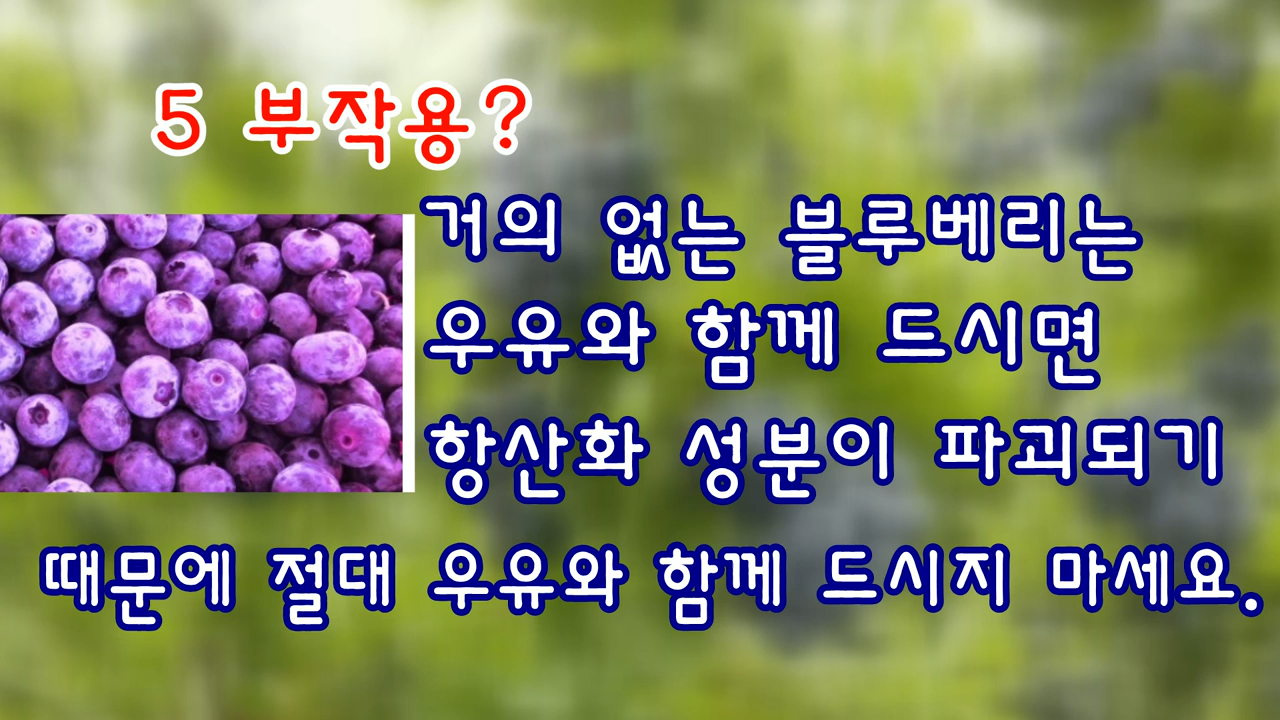 5 부작용?
거의 없는 블루베리는
우유와 함께 드시면
항산화 성분이 파괴되기
때문에 절대 우유와 함께 드시지 마세요.